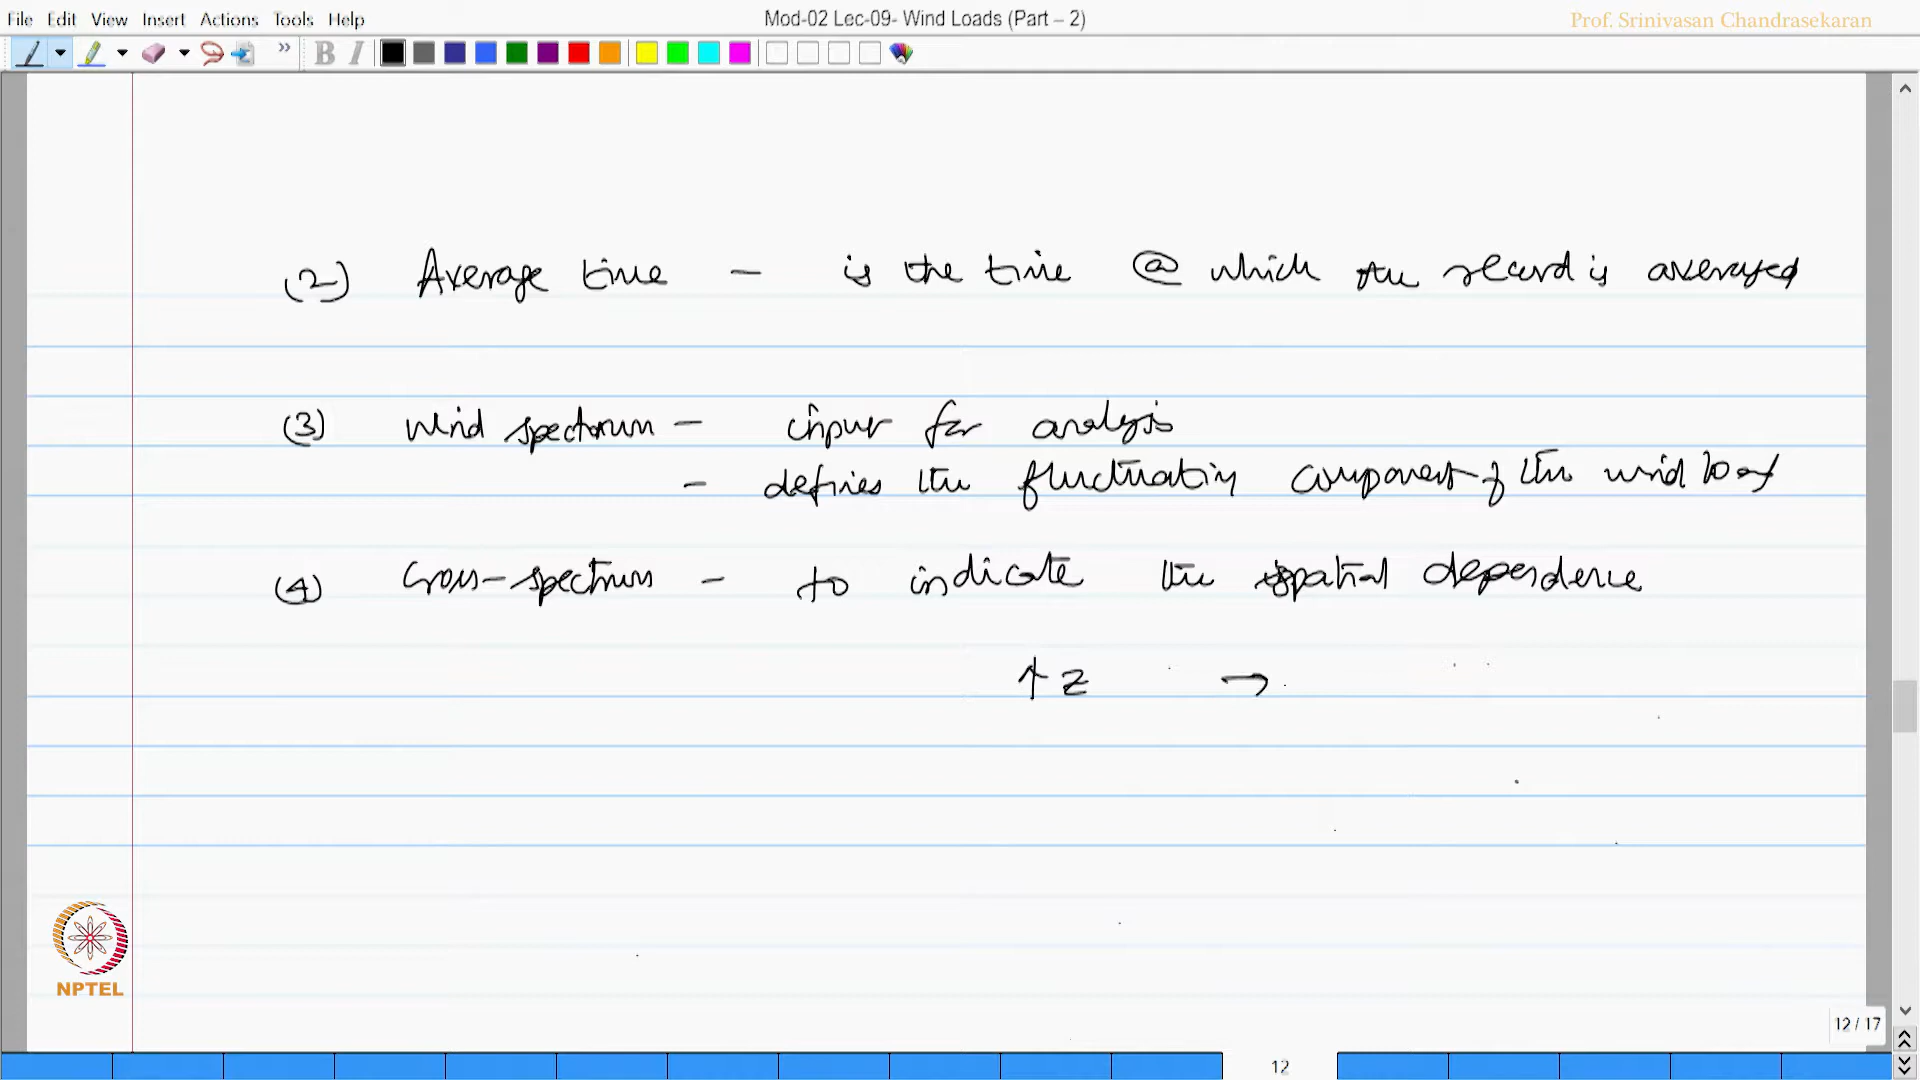 File Edit View Insert Actions Tools Help
Mod-02 Lec-09- Wind Loads (Part – 2)
Prof. Srinivasan Chandrasekaran
B I
(2) Average time – is the time @ which the record is averaged
(3) Wind spectrum – input for analysis
– defines the fluctuating component of the wind load
(4) Cross-spectrum – to indicate the spatial dependence
↑ z →
NPTEL
12 / 17
12